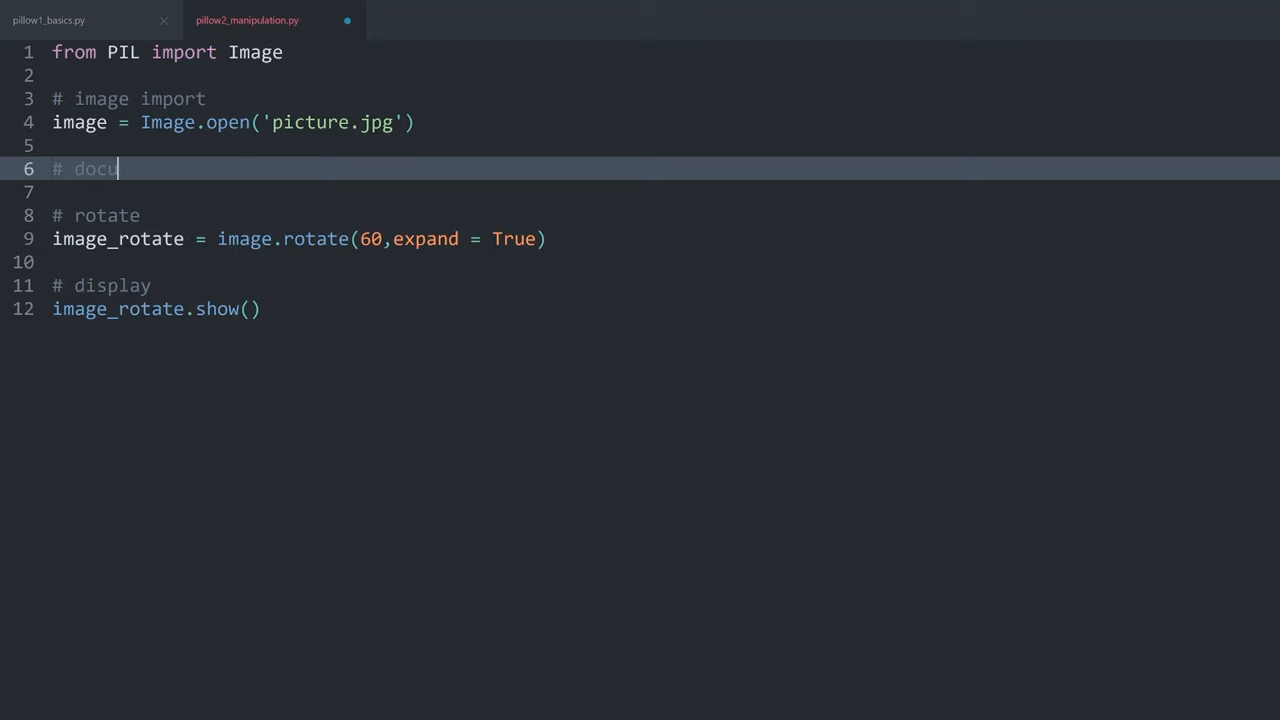 pillow1_basics.py × pillow2_manipulation.py
1 from PIL import Image
2
3 # image import
4 image = Image.open('picture.jpg')
5
6 # docu
7
8 # rotate
9 image_rotate = image.rotate(60,expand = True)
10
11 # display
12 image_rotate.show()